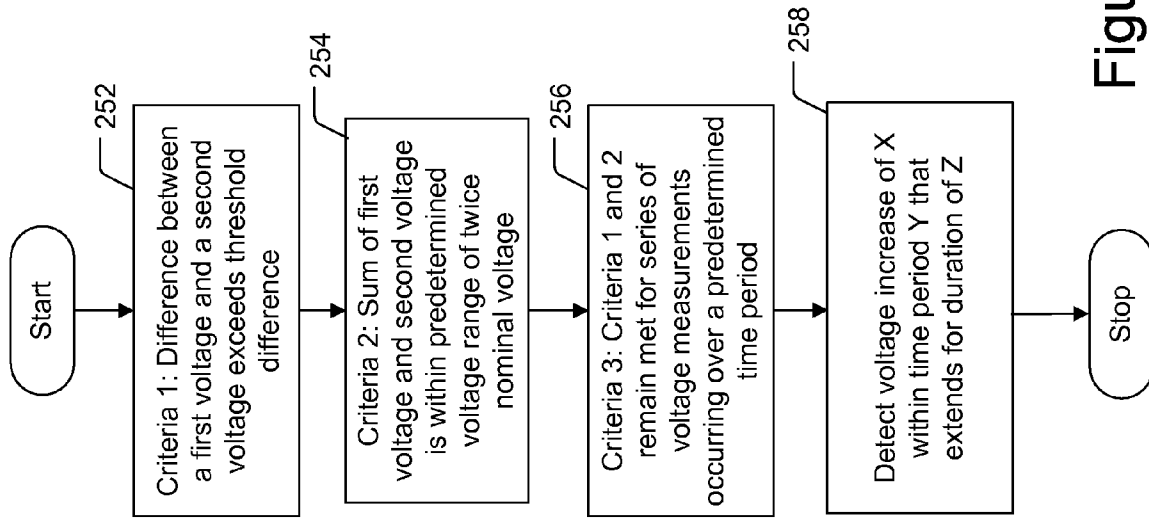 Start
252
Criteria 1: Difference between
a first voltage and a second
voltage exceeds threshold
difference
254
Criteria 2: Sum of first
voltage and second voltage
is within predetermined
voltage range of twice
nominal voltage
256
Criteria 3: Criteria 1 and 2
remain met for series of
voltage measurements
occurring over a predetermined
time period
258
Detect voltage increase of X
within time period Y that
extends for duration of Z
Stop